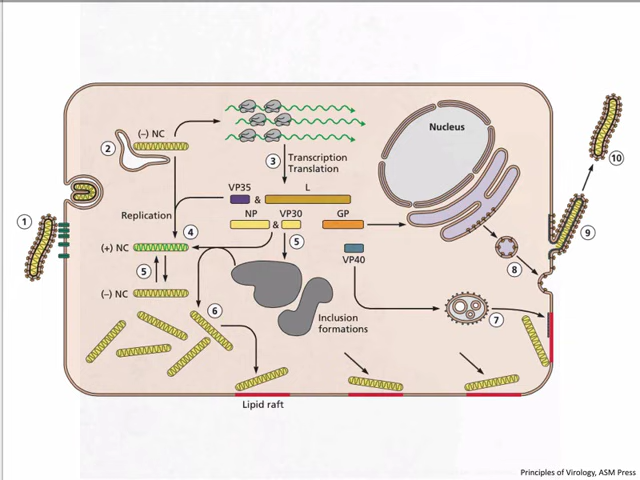 Nucleus
(−) NC
2
3
Transcription
Translation
10
VP35
&
L
1
Replication
NP
&
VP30
GP
9
4
5
(+) NC
VP40
5
8
(−) NC
6
Inclusion
formations
7
Lipid raft
Principles of Virology, ASM Press